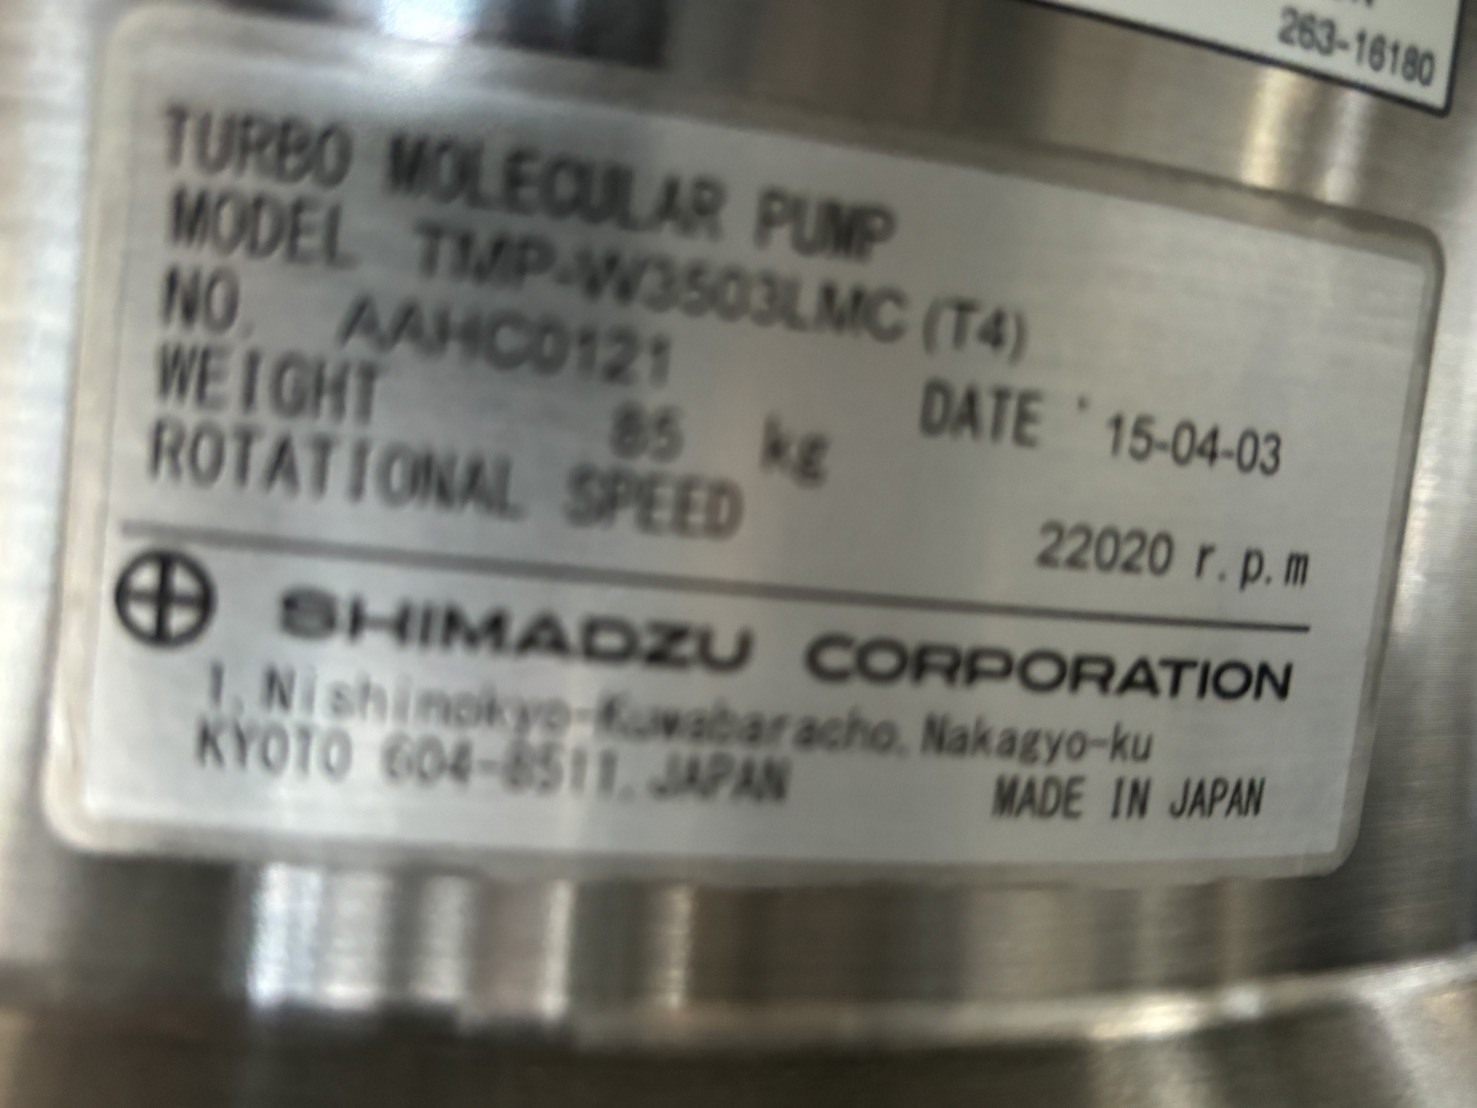 263-16180
TURBO MOLECULAR PUMP
MODEL TMP-W3503LMC (T4)
NO. AAHC0121
DATE '15-04-03
WEIGHT 85 kg
ROTATIONAL SPEED 22020 r.p.m
SHIMADZU CORPORATION
1, Nishinokyo-Kuwabaracho, Nakagyo-ku
KYOTO 604-8511, JAPAN MADE IN JAPAN